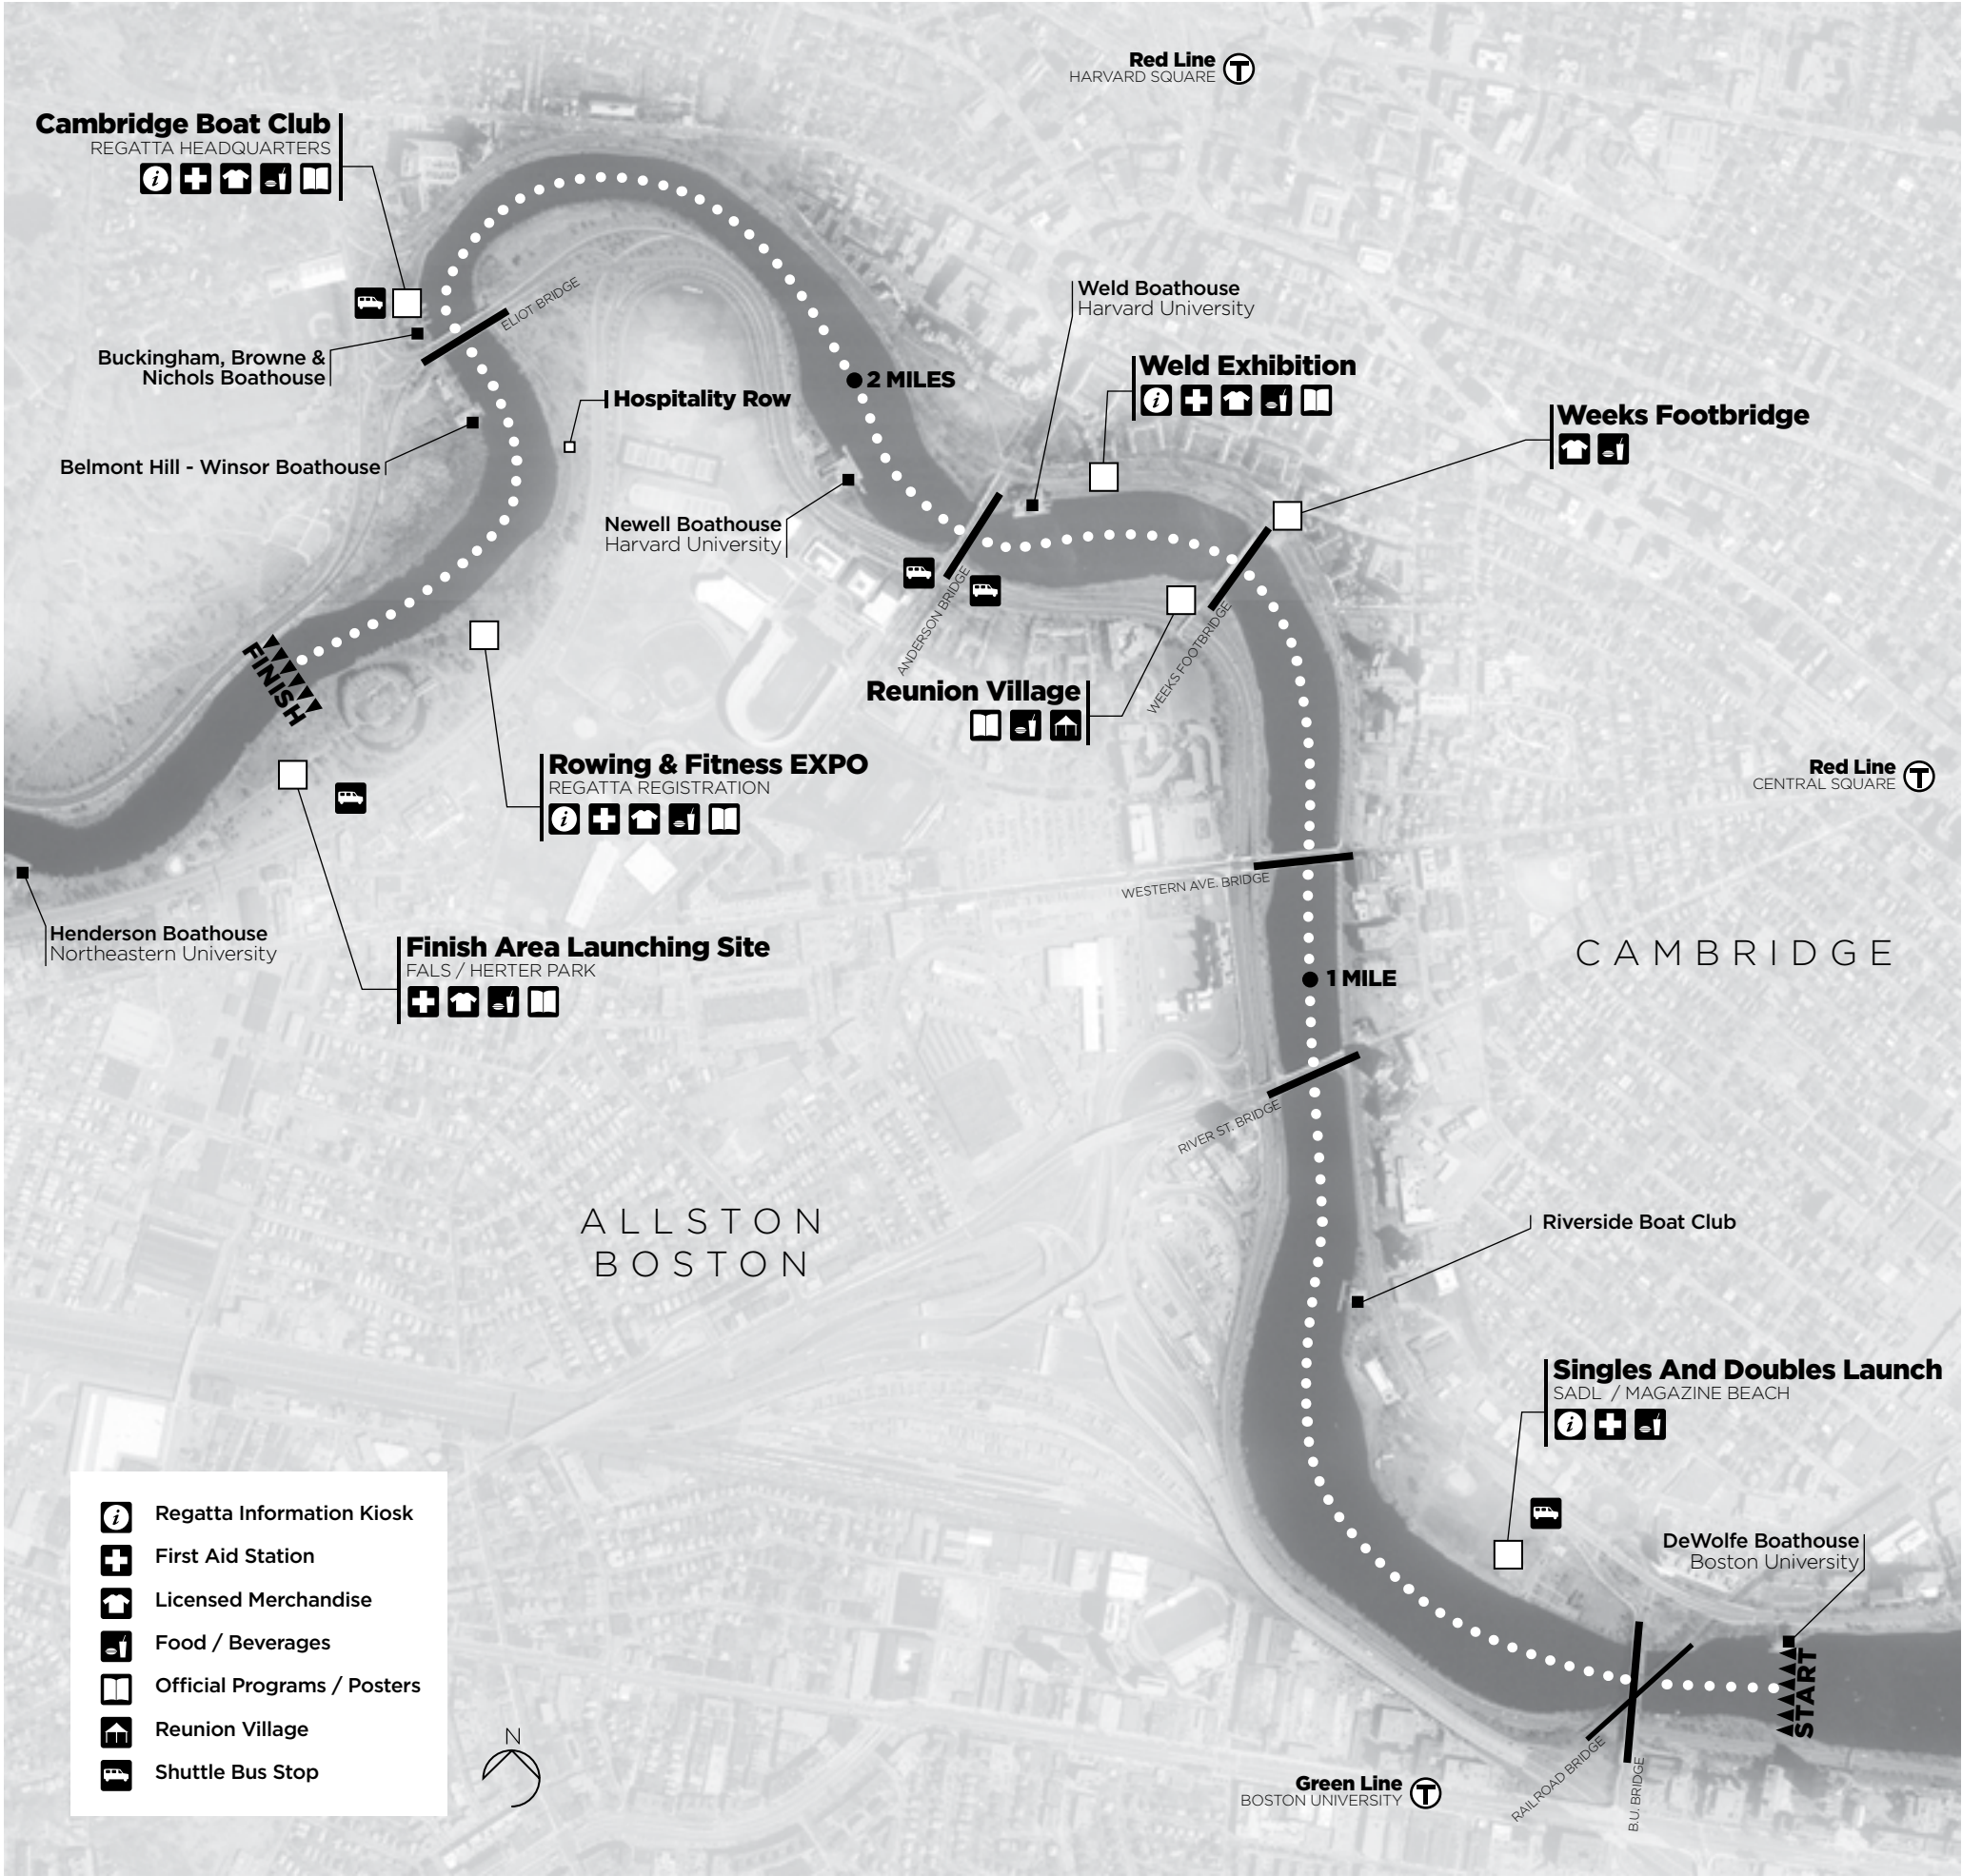 Red Line
HARVARD SQUARE
T
Cambridge Boat Club
REGATTA HEADQUARTERS
i
ELIOT BRIDGE
Buckingham, Browne &
Nichols Boathouse
Belmont Hill - Winsor Boathouse
Hospitality Row
2 MILES
Weld Boathouse
Harvard University
Weld Exhibition
i
Weeks Footbridge
Newell Boathouse
Harvard University
ANDERSON BRIDGE
WEEKS FOOTBRIDGE
FINISH
Reunion Village
Rowing & Fitness EXPO
REGATTA REGISTRATION
i
Red Line
CENTRAL SQUARE
T
WESTERN AVE. BRIDGE
Henderson Boathouse
Northeastern University
Finish Area Launching Site
FALS / HERTER PARK
CAMBRIDGE
1 MILE
RIVER ST. BRIDGE
ALLSTON
BOSTON
Riverside Boat Club
Singles And Doubles Launch
SADL / MAGAZINE BEACH
i
DeWolfe Boathouse
Boston University
START
RAILROAD BRIDGE
B.U. BRIDGE
Green Line
BOSTON UNIVERSITY
T
i
Regatta Information Kiosk
First Aid Station
Licensed Merchandise
Food / Beverages
Official Programs / Posters
Reunion Village
Shuttle Bus Stop
N